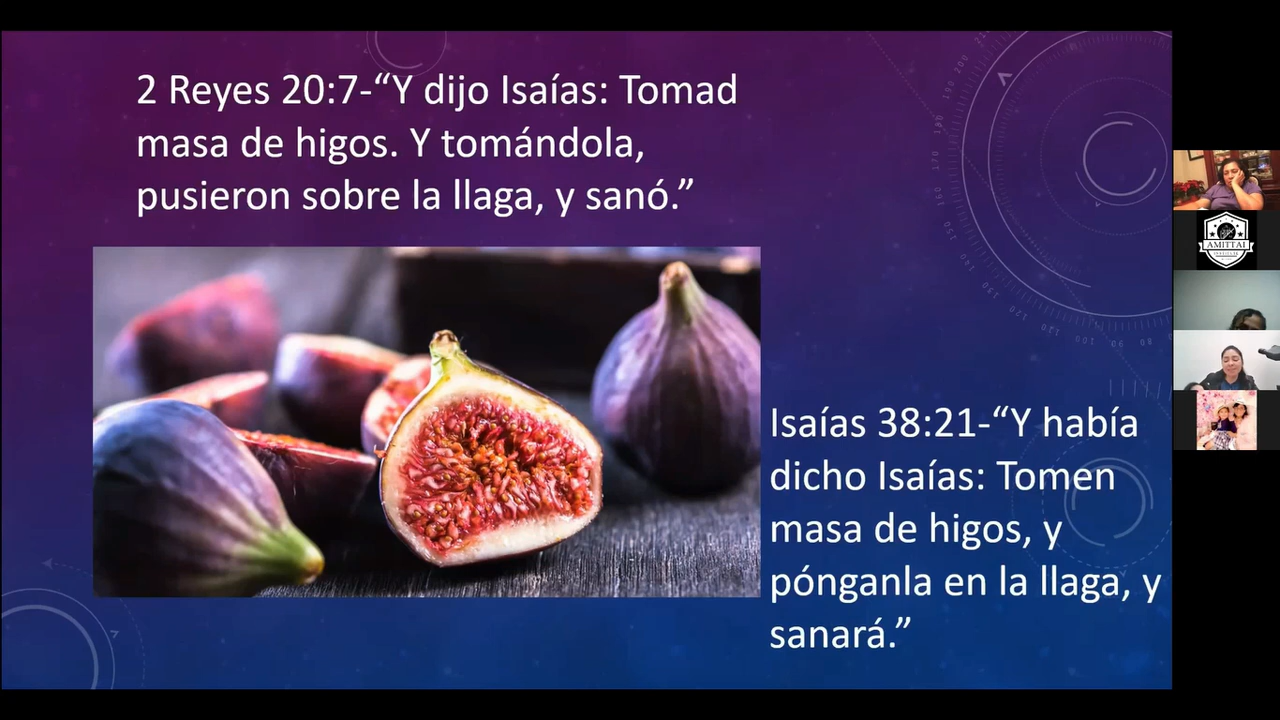 2 Reyes 20:7-“Y dijo Isaías: Tomad
masa de higos. Y tomándola,
pusieron sobre la llaga, y sanó.”
Isaías 38:21-“Y había
dicho Isaías: Tomen
masa de higos, y
pónganla en la llaga, y
sanará.”
AMITTAI